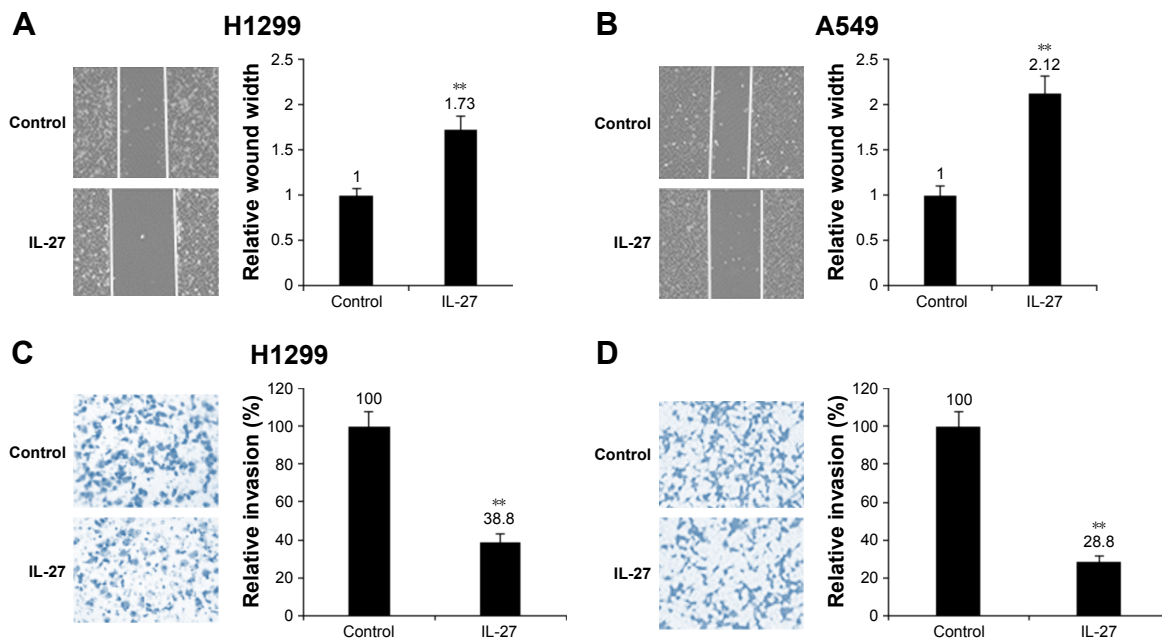 A
H1299
Control
IL-27
Relative wound width
2.5
2
1.5
1
0.5
0
1
**
1.73
Control
IL-27
B
A549
Control
IL-27
Relative wound width
2.5
2
1.5
1
0.5
0
1
**
2.12
Control
IL-27
C
H1299
Control
IL-27
Relative invasion (%)
120
100
80
60
40
20
0
100
**
38.8
Control
IL-27
D
Control
IL-27
Relative invasion (%)
120
100
80
60
40
20
0
100
**
28.8
Control
IL-27